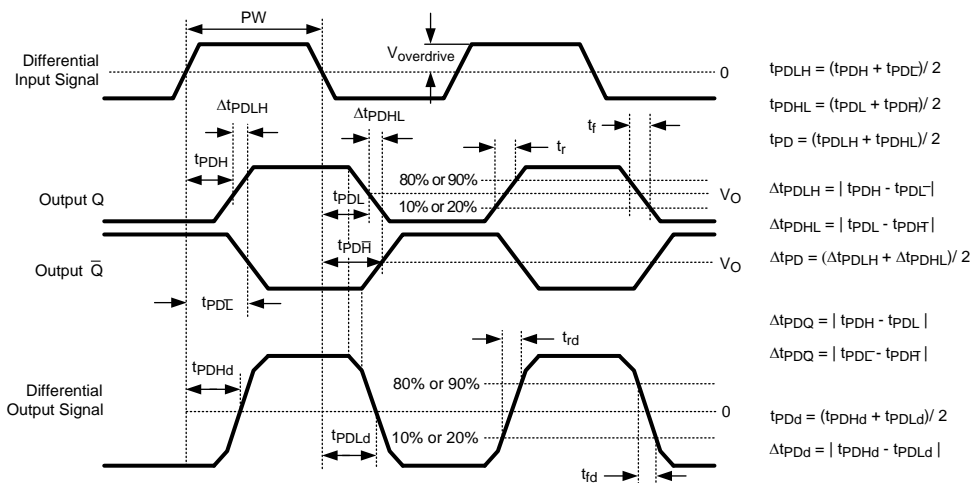 PW
Differential
Input Signal
Voverdrive
0
tPDLH = (tPDH + tPDL̅)/ 2
ΔtPDLH
ΔtPDHL
tf
tPDHL = (tPDL + tPDH̅)/ 2
tr
tPD = (tPDLH + tPDHL)/ 2
tPDH
80% or 90%
Output Q
tPDL
VO
10% or 20%
ΔtPDLH = | tPDH - tPDL̅ |
ΔtPDHL = | tPDL - tPDH̅ |
Output Q̅
tPDH̅
VO
ΔtPD = (ΔtPDLH + ΔtPDHL)/ 2
tPDL̅
ΔtPDQ = | tPDH - tPDL |
trd
ΔtPDQ̅ = | tPDL̅ - tPDH̅ |
tPDHd
80% or 90%
Differential
Output Signal
0
tPDd = (tPDHd + tPDLd)/ 2
tPDLd
10% or 20%
ΔtPDd = | tPDHd - tPDLd |
tfd